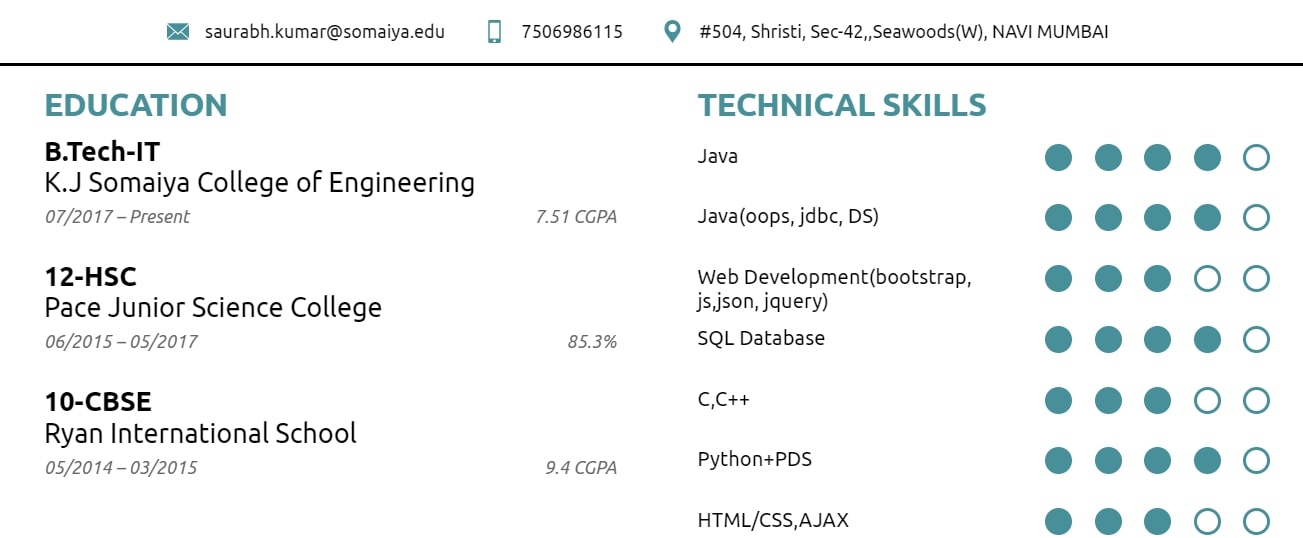 saurabh.kumar@somaiya.edu 7506986115 #504, Shristi, Sec-42,,Seawoods(W), NAVI MUMBAI
EDUCATION
B.Tech-IT
K.J Somaiya College of Engineering
07/2017 – Present 7.51 CGPA
12-HSC
Pace Junior Science College
06/2015 – 05/2017 85.3%
10-CBSE
Ryan International School
05/2014 – 03/2015 9.4 CGPA
TECHNICAL SKILLS
Java
Java(oops, jdbc, DS)
Web Development(bootstrap,
js,json, jquery)
SQL Database
C,C++
Python+PDS
HTML/CSS,AJAX